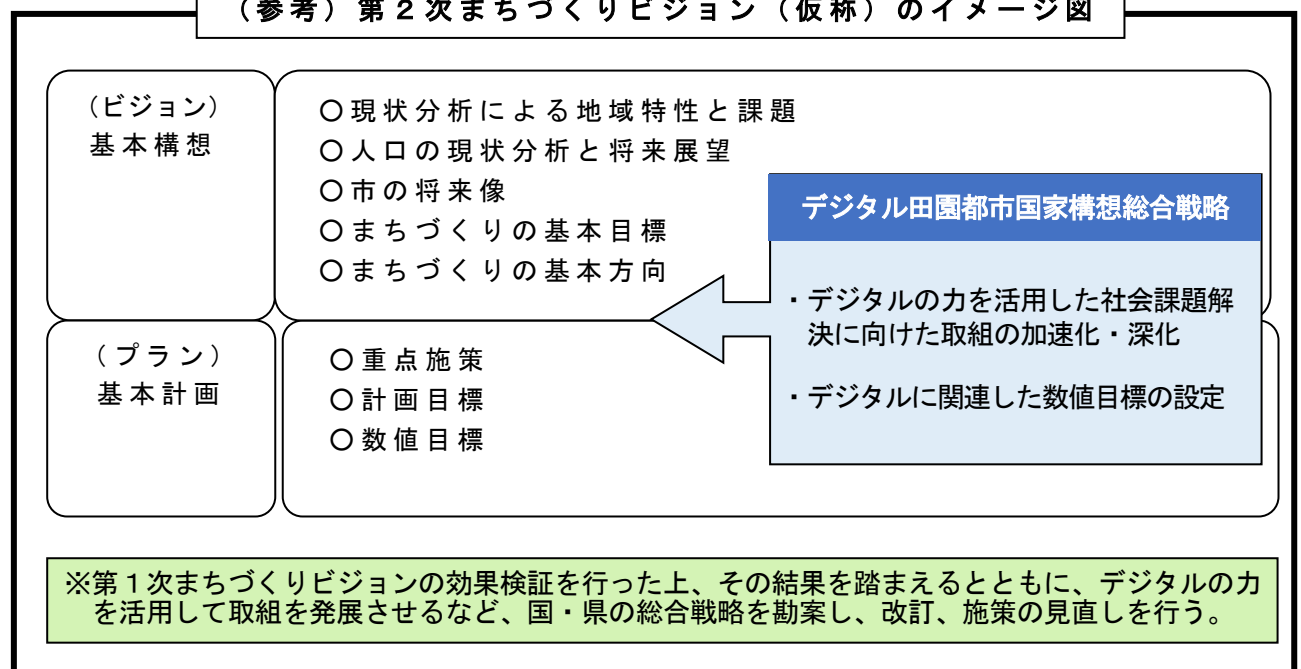 （参考）第２次まちづくりビジョン（仮称）のイメージ図
（ビジョン）
基本構想
〇現状分析による地域特性と課題
〇人口の現状分析と将来展望
〇市の将来像
〇まちづくりの基本目標
〇まちづくりの基本方向
デジタル田園都市国家構想総合戦略
・デジタルの力を活用した社会課題解
決に向けた取組の加速化・深化
・デジタルに関連した数値目標の設定
（プラン）
基本計画
〇重点施策
〇計画目標
〇数値目標
※第１次まちづくりビジョンの効果検証を行った上、その結果を踏まえるとともに、デジタルの力
を活用して取組を発展させるなど、国・県の総合戦略を勘案し、改訂、施策の見直しを行う。